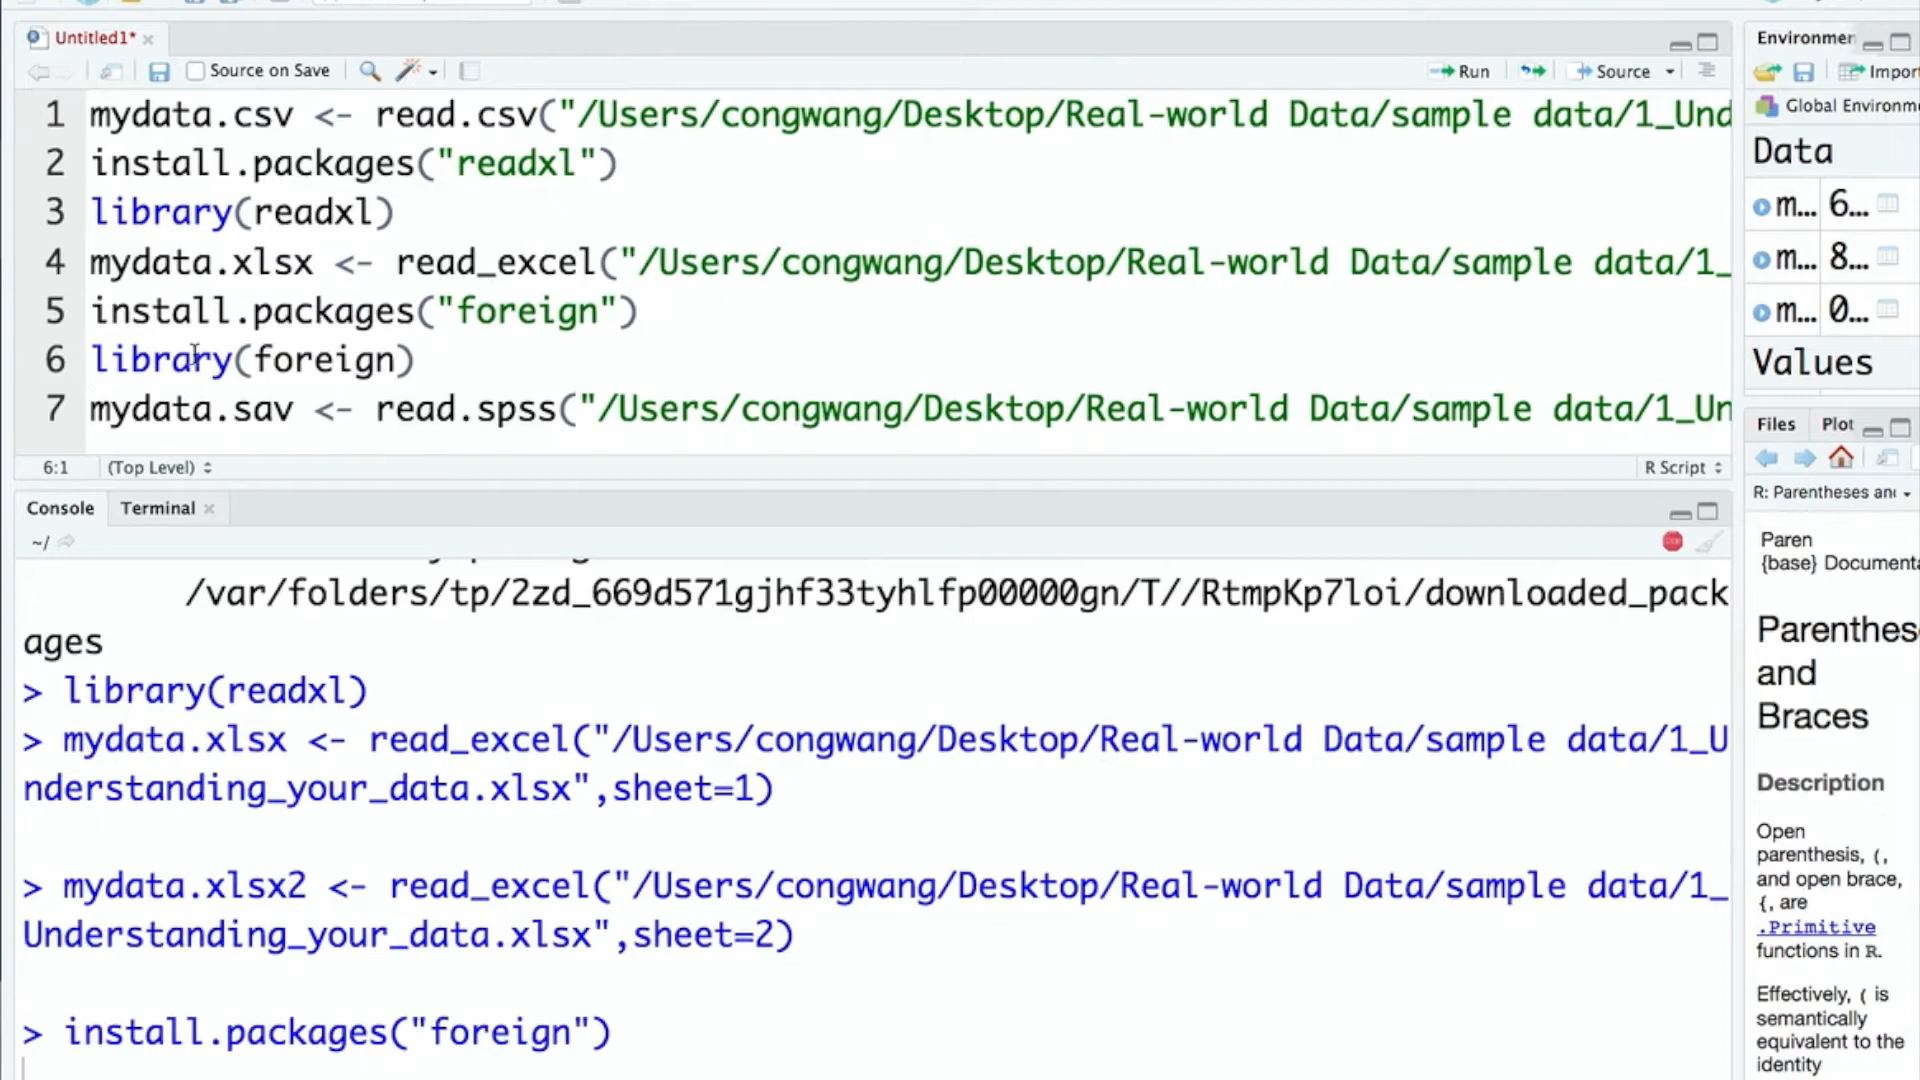 Untitled1*
Source on Save
Run
Source
1 mydata.csv <- read.csv("/Users/congwang/Desktop/Real-world Data/sample data/1_Und
2 install.packages("readxl")
3 library(readxl)
4 mydata.xlsx <- read_excel("/Users/congwang/Desktop/Real-world Data/sample data/1_
5 install.packages("foreign")
6 library(foreign)
7 mydata.sav <- read.spss("/Users/congwang/Desktop/Real-world Data/sample data/1_Un
6:1 (Top Level)
R Script
Console Terminal
~/
/var/folders/tp/2zd_669d571gjhf33tyhlfp00000gn/T//RtmpKp7loi/downloaded_pack
ages
> library(readxl)
> mydata.xlsx <- read_excel("/Users/congwang/Desktop/Real-world Data/sample data/1_U
nderstanding_your_data.xlsx",sheet=1)
> mydata.xlsx2 <- read_excel("/Users/congwang/Desktop/Real-world Data/sample data/1_
Understanding_your_data.xlsx",sheet=2)
> install.packages("foreign")
Environmen
Import
Global Environme
Data
m... 6...
m... 8...
m... 0...
Values
Files Plot
R: Parentheses and
Paren
{base} Documenta
Parenthese
and
Braces
Description
Open
parenthesis, (,
and open brace,
{, are
.Primitive
functions in R.
Effectively, ( is
semantically
equivalent to the
identity